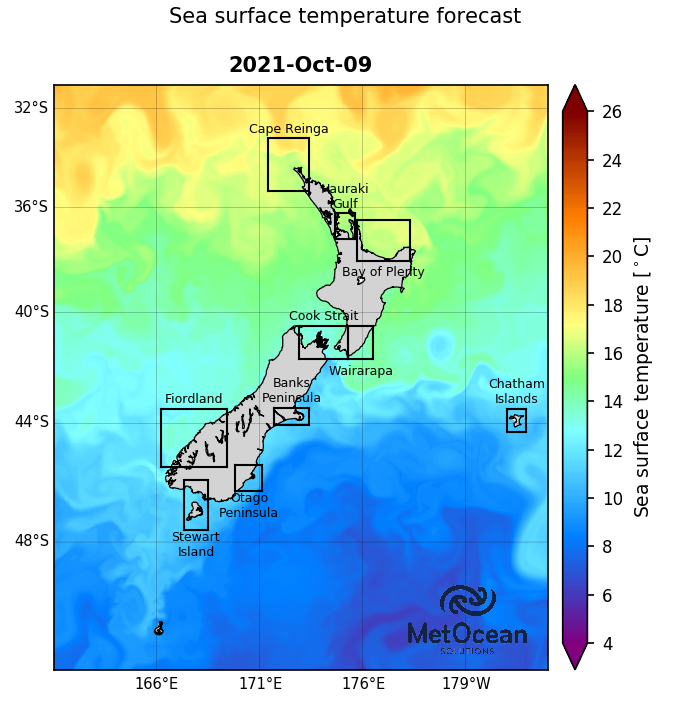 Sea surface temperature forecast
2021-Oct-09
32°S
36°S
40°S
44°S
48°S
166°E
171°E
176°E
179°W
Cape Reinga
Hauraki
Gulf
Bay of Plenty
Cook Strait
Wairarapa
Banks
Peninsula
Fiordland
Chatham
Islands
Otago
Peninsula
Stewart
Island
MetOcean
SOLUTIONS
26
24
22
20
18
16
14
12
10
8
6
4
Sea surface temperature [°C]